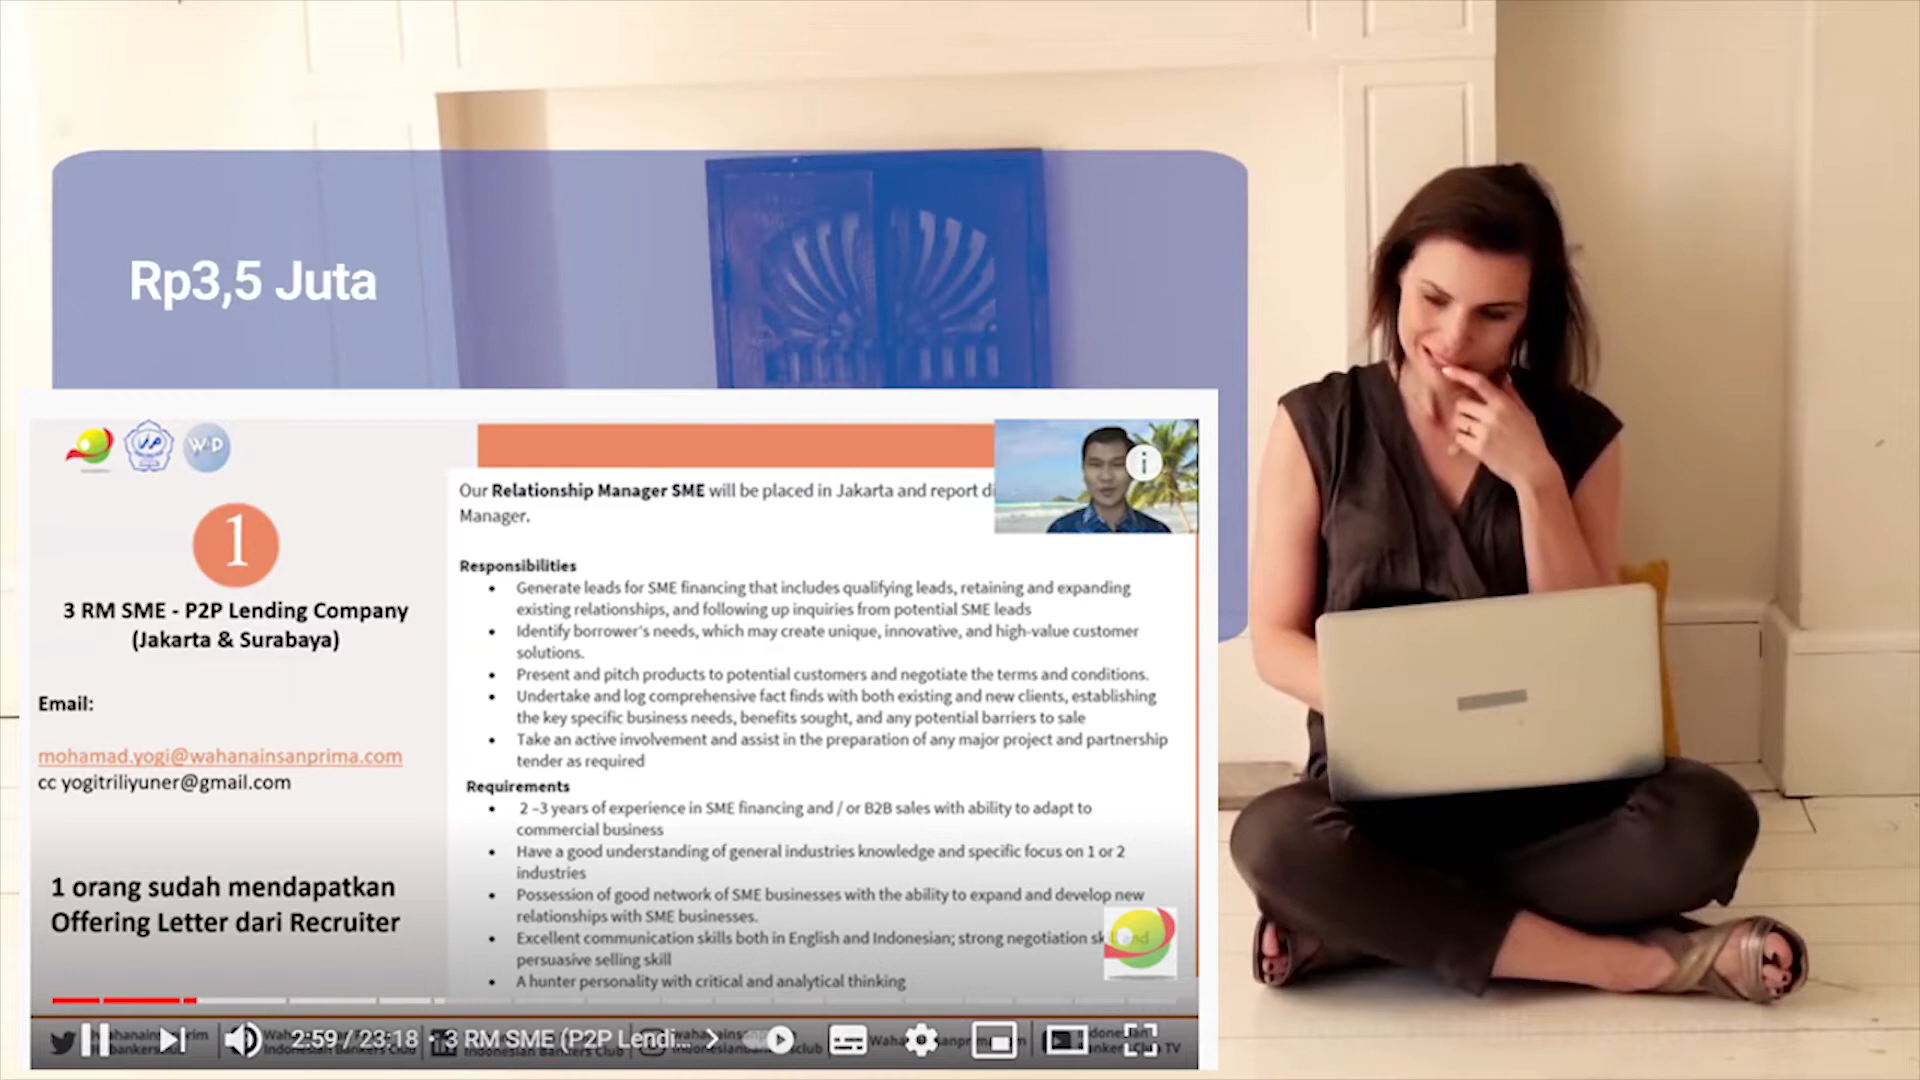 Rp3,5 Juta
W·D
1
3 RM SME - P2P Lending Company
(Jakarta & Surabaya)
Email:
mohamad.yogi@wahanainsanprima.com
cc yogitriliyuner@gmail.com
1 orang sudah mendapatkan
Offering Letter dari Recruiter
Our Relationship Manager SME will be placed in Jakarta and report di
Manager.
Responsibilities
• Generate leads for SME financing that includes qualifying leads, retaining and expanding
existing relationships, and following up inquiries from potential SME leads
• Identify borrower's needs, which may create unique, innovative, and high-value customer
solutions.
• Present and pitch products to potential customers and negotiate the terms and conditions.
• Undertake and log comprehensive fact finds with both existing and new clients, establishing
the key specific business needs, benefits sought, and any potential barriers to sale
• Take an active involvement and assist in the preparation of any major project and partnership
tender as required
Requirements
• 2 –3 years of experience in SME financing and / or B2B sales with ability to adapt to
commercial business
• Have a good understanding of general industries knowledge and specific focus on 1 or 2
industries
• Possession of good network of SME businesses with the ability to expand and develop new
relationships with SME businesses.
• Excellent communication skills both in English and Indonesian; strong negotiation sk and
persuasive selling skill
• A hunter personality with critical and analytical thinking
2:59 / 23:18 • 3 RM SME (P2P Lendi...
Indonesian Bankers Club